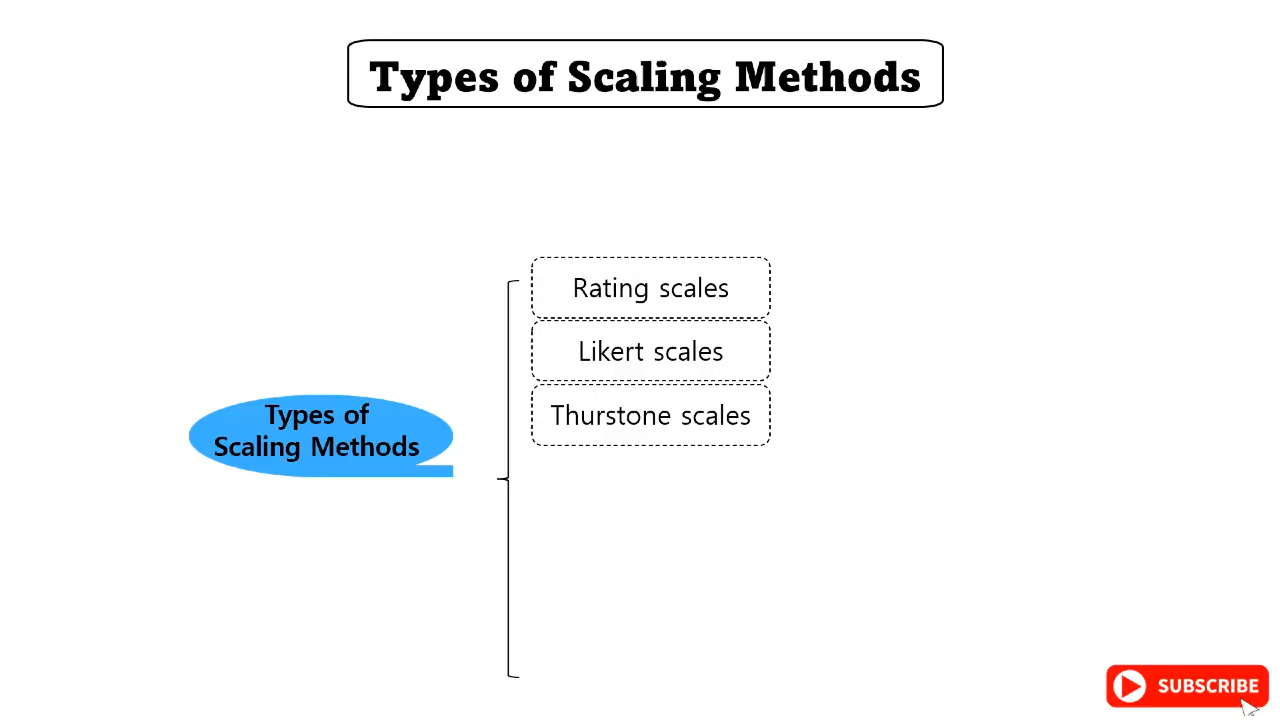 Types of Scaling Methods
Rating scales
Likert scales
Thurstone scales
Types of
Scaling Methods
SUBSCRIBE